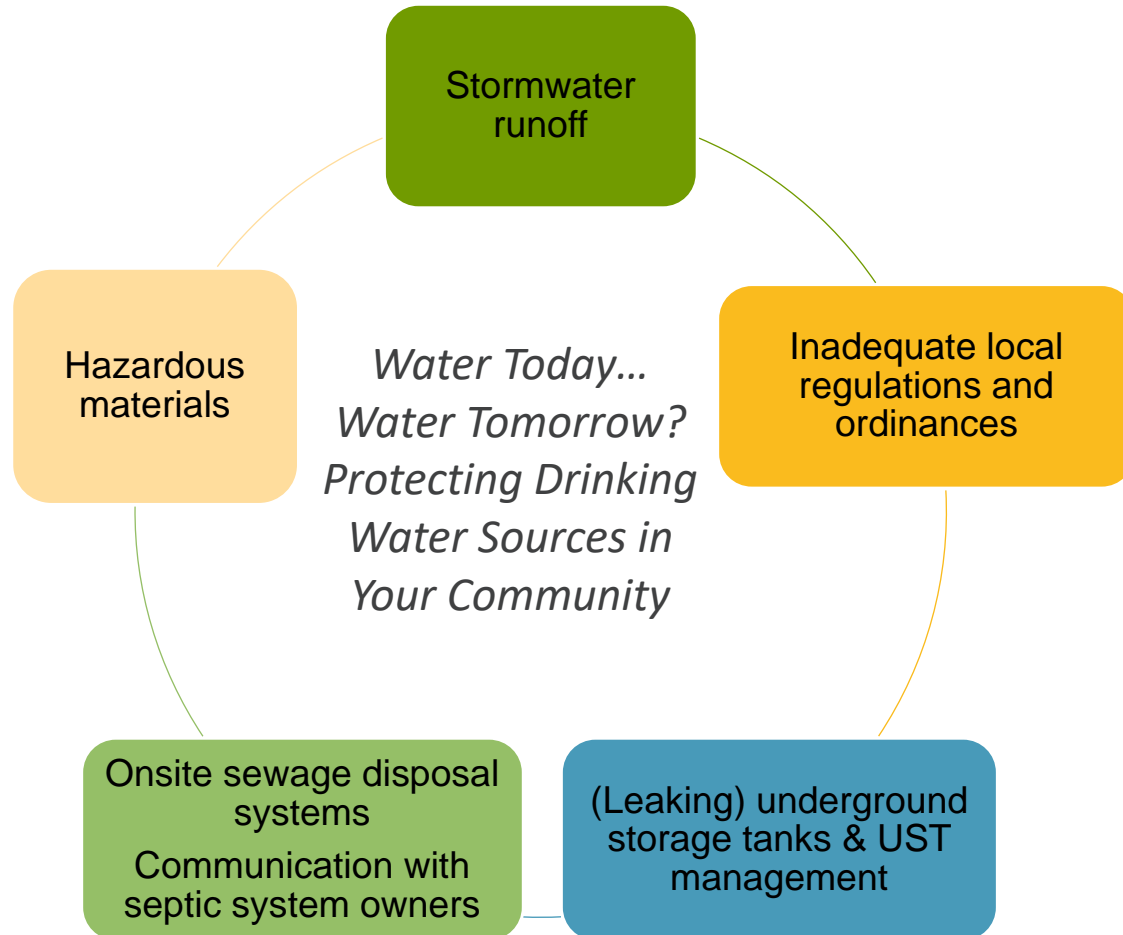 Stormwater
runoff
Inadequate local
regulations and
ordinances
Hazardous
materials
Water Today...
Water Tomorrow?
Protecting Drinking
Water Sources in
Your Community
Onsite sewage disposal
systems
Communication with
septic system owners
(Leaking) underground
storage tanks & UST
management